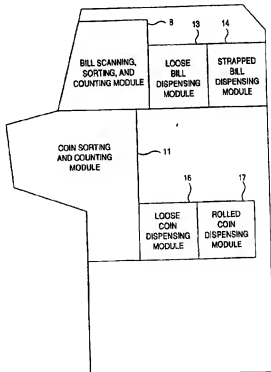 8
13
14
BILL SCANNING,
SORTING, AND
COUNTING MODULE
LOOSE
BILL
DISPENSING
MODULE
STRAPPED
BILL
DISPENSING
MODULE
COIN SORTING
AND COUNTING
MODULE
11
16
17
LOOSE
COIN
DISPENSING
MODULE
ROLLED
COIN
DISPENSING
MODULE